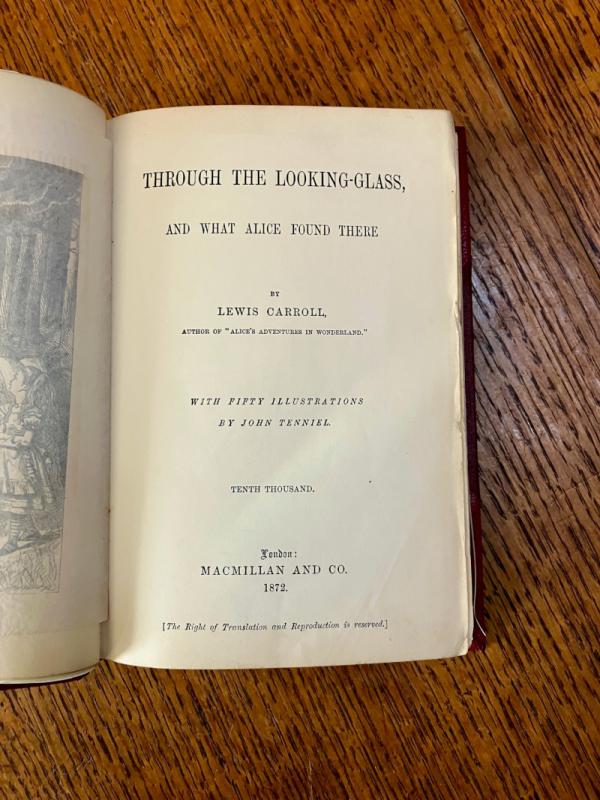 THROUGH THE LOOKING-GLASS,
AND WHAT ALICE FOUND THERE
BY
LEWIS CARROLL,
AUTHOR OF "ALICE'S ADVENTURES IN WONDERLAND."
WITH FIFTY ILLUSTRATIONS
BY JOHN TENNIEL.
TENTH THOUSAND.
London:
MACMILLAN AND CO.
1872.
[The Right of Translation and Reproduction is reserved.]